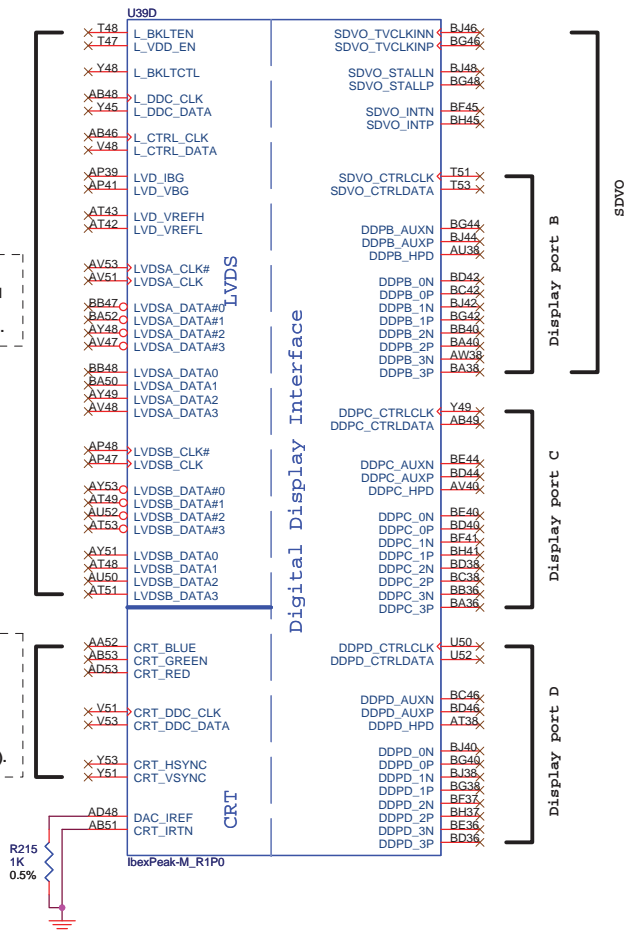 U39D
T48 L_BKLTEN
T47 L_VDD_EN
Y48 L_BKLTCTL
AB48 L_DDC_CLK
Y45 L_DDC_DATA
AB46 L_CTRL_CLK
V48 L_CTRL_DATA
AP39 LVD_IBG
AP41 LVD_VBG
AT43 LVD_VREFH
AT42 LVD_VREFL
AV53 LVDSA_CLK#
AV51 LVDSA_CLK
BB47 LVDSA_DATA#0
BA52 LVDSA_DATA#1
AY48 LVDSA_DATA#2
AV47 LVDSA_DATA#3
BB48 LVDSA_DATA0
BA50 LVDSA_DATA1
AY49 LVDSA_DATA2
AV48 LVDSA_DATA3
AP48 LVDSB_CLK#
AP47 LVDSB_CLK
AY53 LVDSB_DATA#0
AT49 LVDSB_DATA#1
AU52 LVDSB_DATA#2
AT53 LVDSB_DATA#3
AY51 LVDSB_DATA0
AT48 LVDSB_DATA1
AU50 LVDSB_DATA2
AT51 LVDSB_DATA3
AA52 CRT_BLUE
AB53 CRT_GREEN
AD53 CRT_RED
V51 CRT_DDC_CLK
V53 CRT_DDC_DATA
Y53 CRT_HSYNC
Y51 CRT_VSYNC
AD48 DAC_IREF
AB51 CRT_IRTN
LVDS
CRT
Digital Display Interface
SDVO_TVCLKINN BJ46
SDVO_TVCLKINP BG46
SDVO_STALLN BJ48
SDVO_STALLP BG48
SDVO_INTN BF45
SDVO_INTP BH45
SDVO_CTRLCLK T51
SDVO_CTRLDATA T53
DDPB_AUXN BG44
DDPB_AUXP BJ44
DDPB_HPD AU38
DDPB_0N BD42
DDPB_0P BC42
DDPB_1N BJ42
DDPB_1P BG42
DDPB_2N BB40
DDPB_2P BA40
DDPB_3N AW38
DDPB_3P BA38
DDPC_CTRLCLK Y49
DDPC_CTRLDATA AB49
DDPC_AUXN BE44
DDPC_AUXP BD44
DDPC_HPD AV40
DDPC_0N BE40
DDPC_0P BD40
DDPC_1N BF41
DDPC_1P BH41
DDPC_2N BD38
DDPC_2P BC38
DDPC_3N BB36
DDPC_3P BA36
DDPD_CTRLCLK U50
DDPD_CTRLDATA U52
DDPD_AUXN BC46
DDPD_AUXP BD46
DDPD_HPD AT38
DDPD_0N BJ40
DDPD_0P BG40
DDPD_1N BJ38
DDPD_1P BG38
DDPD_2N BF37
DDPD_2P BH37
DDPD_3N BE36
DDPD_3P BD36
SDVO
Display port B
Display port C
Display port D
IbexPeak-M_R1P0
R215
1K
0.5%
).